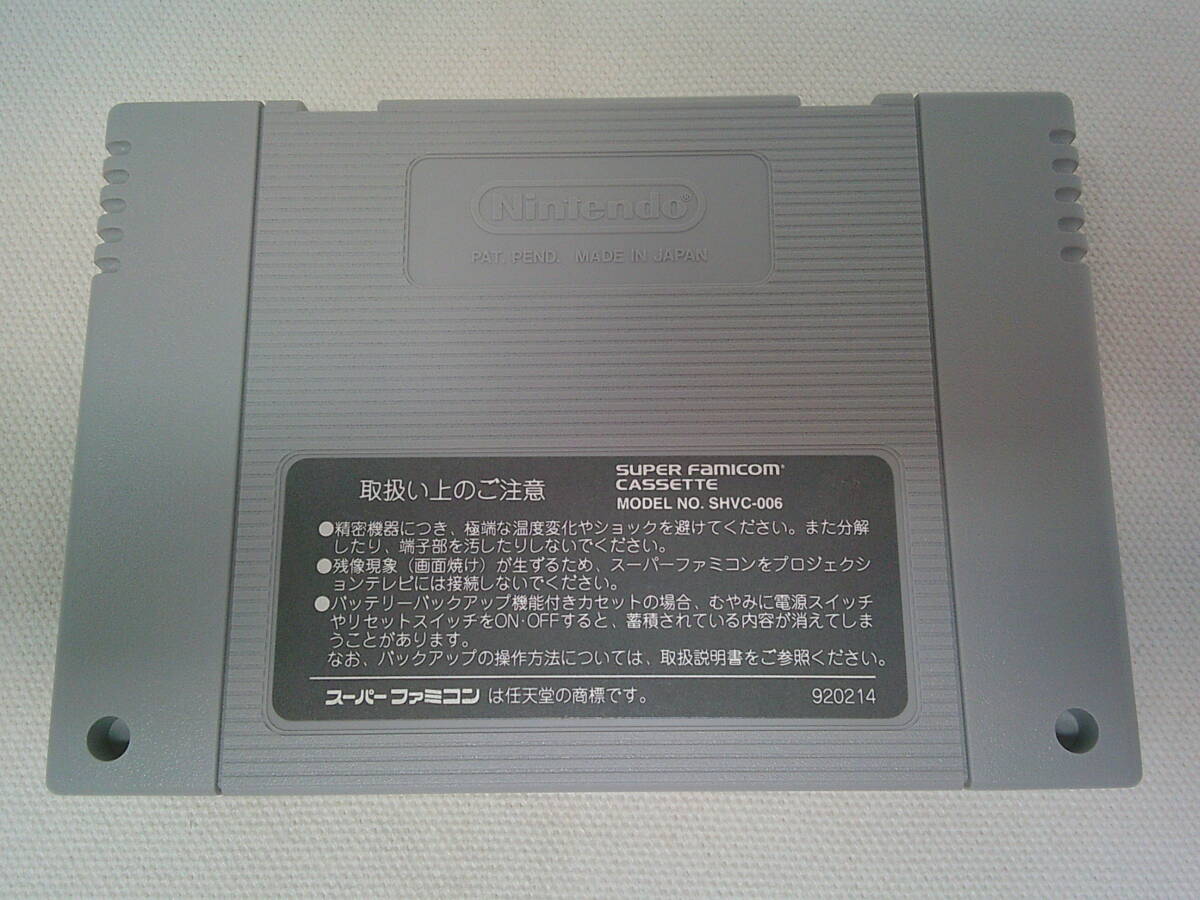 Nintendo®
PAT. PEND. MADE IN JAPAN
取扱い上のご注意
SUPER FAMICOM
CASSETTE
MODEL NO. SHVC-006
●精密機器につき、極端な温度変化やショックを避けてください。また分解
したり、端子部を汚したりしないでください。
●残像現象（画面焼け）が生ずるため、スーパーファミコンをプロジェクシ
ョンテレビには接続しないでください。
●バッテリーバックアップ機能付きカセットの場合、むやみに電源スイッチ
やリセットスイッチをON・OFFすると、蓄積されている内容が消えてしま
うことがあります。
なお、バックアップの操作方法については、取扱説明書をご参照ください。
スーパーファミコン は任天堂の商標です。
920214